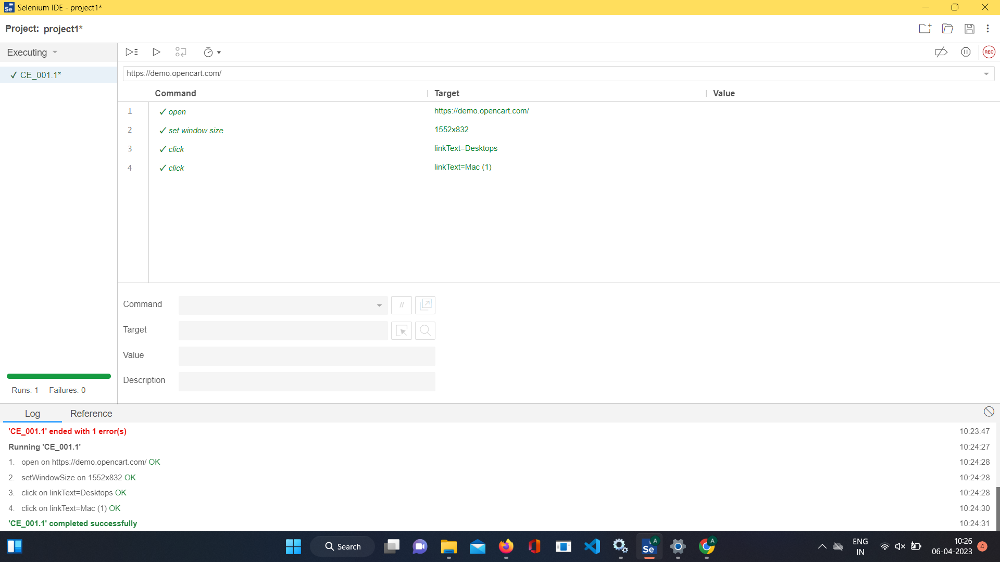 Se Selenium IDE - project1*
Project: project1*
Executing
REC
✓ CE_001.1*
https://demo.opencart.com/
Command Target Value
1 ✓ open https://demo.opencart.com/
2 ✓ set window size 1552x832
3 ✓ click linkText=Desktops
4 ✓ click linkText=Mac (1)
Command //
Target
Value
Description
Runs: 1 Failures: 0
Log Reference
'CE_001.1' ended with 1 error(s) 10:23:47
Running 'CE_001.1' 10:24:27
1. open on https://demo.opencart.com/ OK 10:24:28
2. setWindowSize on 1552x832 OK 10:24:28
3. click on linkText=Desktops OK 10:24:28
4. click on linkText=Mac (1) OK 10:24:30
'CE_001.1' completed successfully 10:24:31
Search
Se A
A
ENG
IN
10:26
06-04-2023
4